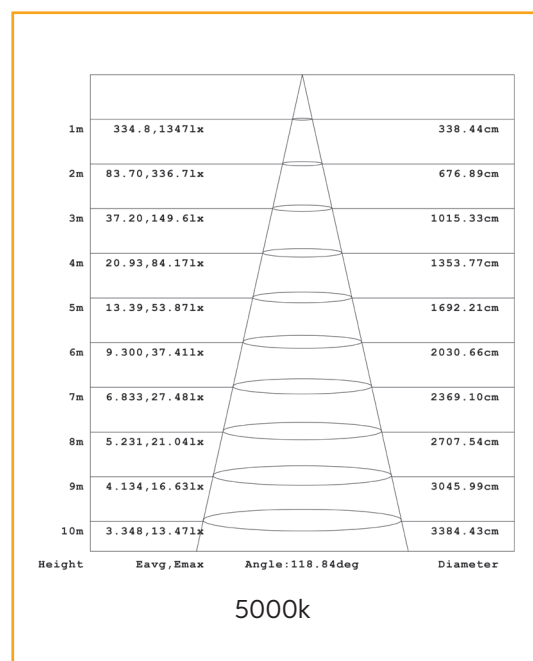 1m 334.8,1347lx 338.44cm
2m 83.70,336.7lx 676.89cm
3m 37.20,149.6lx 1015.33cm
4m 20.93,84.17lx 1353.77cm
5m 13.39,53.87lx 1692.21cm
6m 9.300,37.41lx 2030.66cm
7m 6.833,27.48lx 2369.10cm
8m 5.231,21.04lx 2707.54cm
9m 4.134,16.63lx 3045.99cm
10m 3.348,13.47lx 3384.43cm
Height Eavg,Emax Angle:118.84deg Diameter
5000k